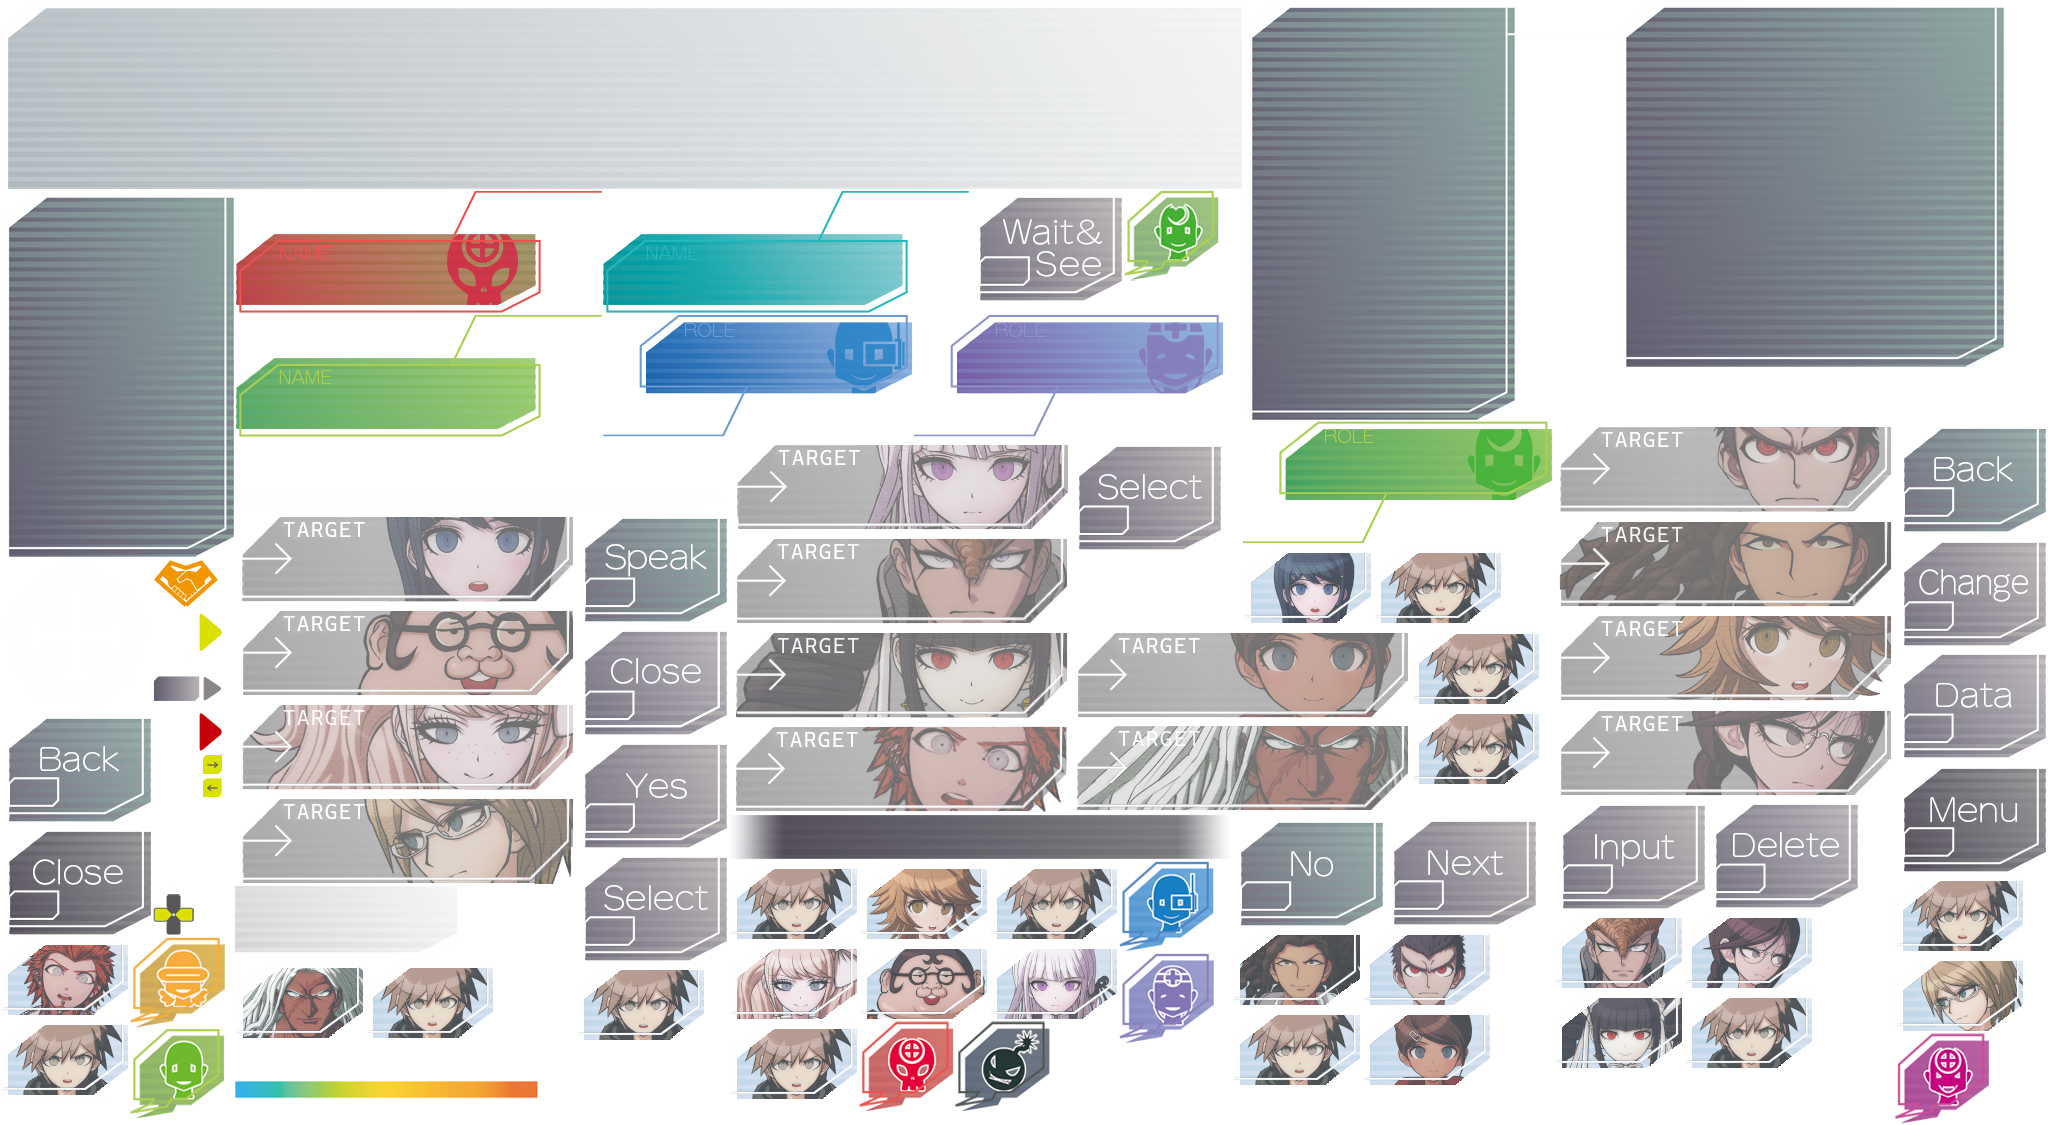 Wait&
See
NAME
NAME
ROLE
ROLE
NAME
ROLE
TARGET
TARGET
Back
Select
TARGET
Speak
TARGET
TARGET
Change
TARGET
Close
TARGET
TARGET
TARGET
Data
TARGET
Back
Yes
TARGET
TARGET
TARGET
Menu
TARGET
Close
Select
No
Next
Input
Delete